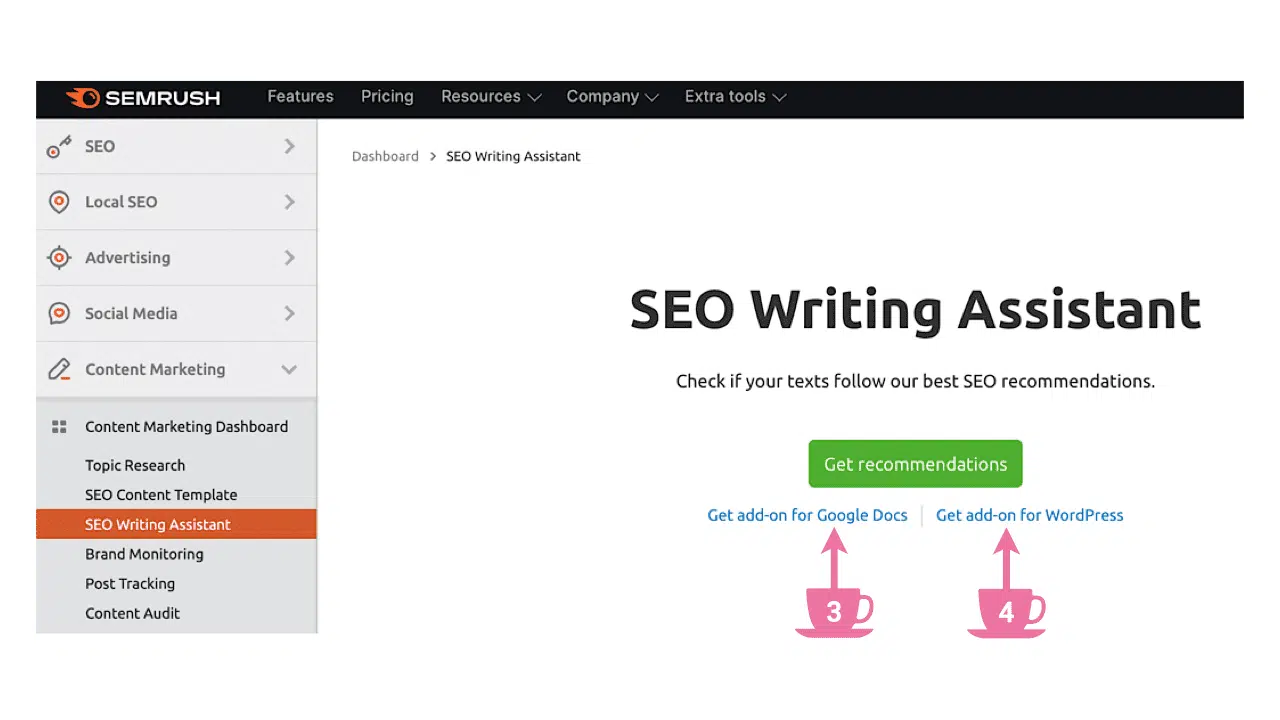 SEMRUSH Features Pricing Resources Company Extra tools
SEO
Local SEO
Advertising
Social Media
Content Marketing
Content Marketing Dashboard
Topic Research
SEO Content Template
SEO Writing Assistant
Brand Monitoring
Post Tracking
Content Audit
Dashboard > SEO Writing Assistant
SEO Writing Assistant
Check if your texts follow our best SEO recommendations.
Get recommendations
Get add-on for Google Docs Get add-on for WordPress
3 4